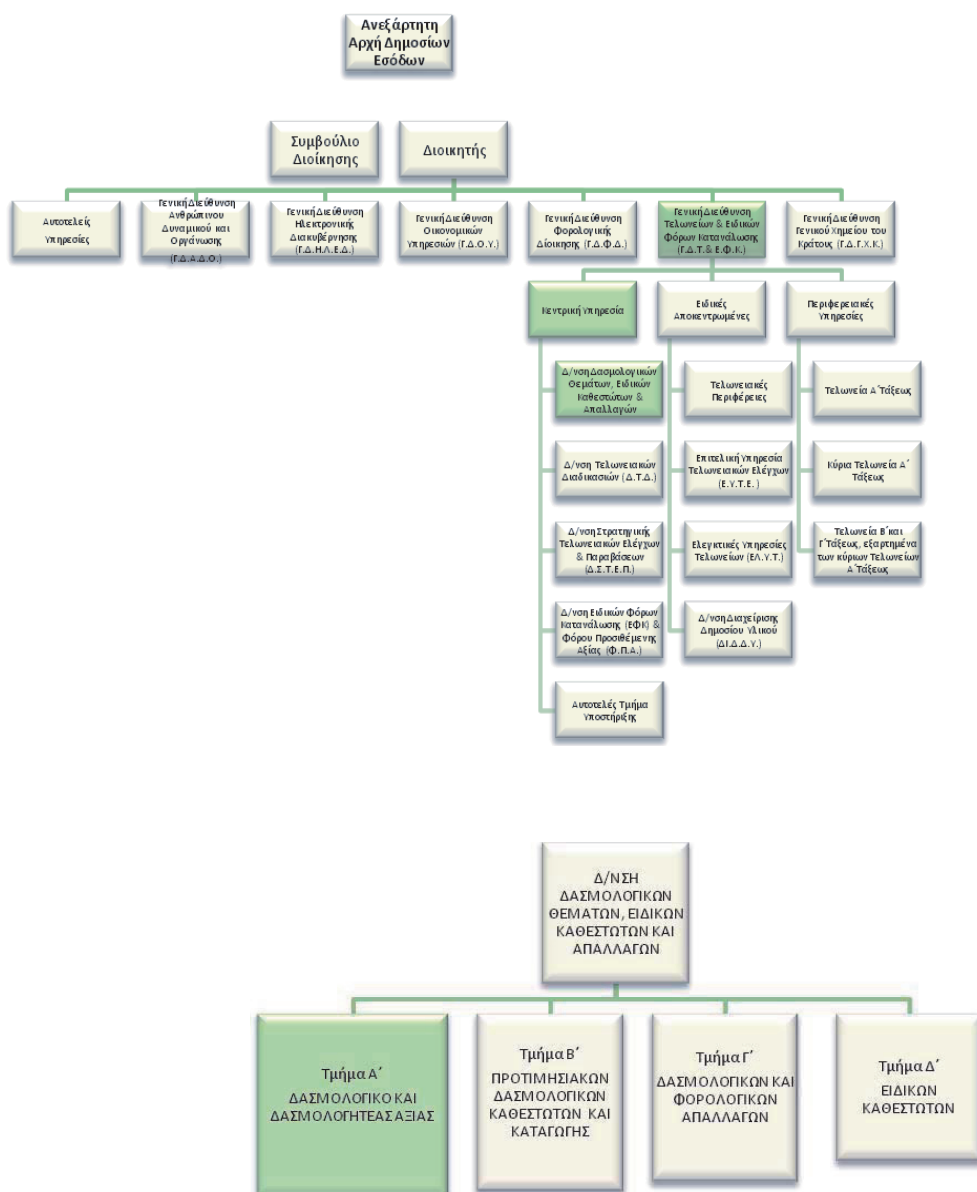 Ανεξάρτητη
Αρχή Δημοσίων
Εσόδων
Συμβούλιο
Διοίκησης
Διοικητής
Αυτοτελείς
Υπηρεσίες
Γενική Διεύθυνση
Ανθρώπινου
Δυναμικού και
Οργάνωσης
(Γ.Δ.Α.Δ.Ο.)
Γενική Διεύθυνση
Ηλεκτρονικής
Διακυβέρνησης
(Γ.Δ.Η.Λ.Ε.Δ.)
Γενική Διεύθυνση
Οικονομικών
Υπηρεσιών (Γ.Δ.Ο.Υ.)
Γενική Διεύθυνση
Φορολογικής
Δίοικησης (Γ.Δ.Φ.Δ.)
Γενική Διεύθυνση
Τελωνείων & Ειδικών
Φόρων Κατανάλωσης
(Γ.Δ.Τ.& Ε.Φ.Κ.)
Γενική Διεύθυνση
Γενικού Χημείου του
Κράτους (Γ.Δ.Γ.Χ.Κ.)
Κεντρική Υπηρεσία
Ειδικές
Αποκεντρωμένες
Περιφερειακές
Υπηρεσίες
Δ/νση Δασμολογικών
Θεμάτων, Ειδικών
Καθεστώτων &
Απαλλαγών
Τελωνειακές
Περιφέρειες
Τελωνεία Α΄Τάξεως
Δ/νση Τελωνειακών
Διαδικασιών (Δ.Τ.Δ.)
Επιτελική Υπηρεσία
Τελωνειακών Ελέγχων
(Ε.Υ.Τ.Ε.)
Κύρια Τελωνεία Α΄
Τάξεως
Δ/νση Στρατηγικής
Τελωνειακών Ελέγχων
& Παραβάσεων
(Δ.Σ.Τ.Ε.Π.)
Ελεγκτικές Υπηρεσίες
Τελωνείων (ΕΛ.Υ.Τ.)
Τελωνεία Β΄και
Γ΄Τάξεως, εξαρτημένα
των κύριων Τελωνείων
Α΄Τάξεως
Δ/νση Ειδικών Φόρων
Κατανάλωσης (ΕΦΚ) &
Φόρου Προσιθέμενης
Αξίας (Φ.Π.Α.)
Δ/νση Διαχείρισης
Δημοσίου Υλικού
(ΔΙ.Δ.Δ.Υ.)
Αυτοτελές Τμήμα
Υποστήριξης
Δ/ΝΣΗ
ΔΑΣΜΟΛΟΓΙΚΩΝ
ΘΕΜΑΤΩΝ, ΕΙΔΙΚΩΝ
ΚΑΘΕΣΤΩΤΩΝ ΚΑΙ
ΑΠΑΛΛΑΓΩΝ
Τμήμα Α΄
ΔΑΣΜΟΛΟΓΙΚΟ ΚΑΙ
ΔΑΣΜΟΛΟΓΗΤΕΑΣ ΑΞΙΑΣ
Τμήμα Β΄
ΠΡΟΤΙΜΗΣΙΑΚΩΝ
ΔΑΣΜΟΛΟΓΙΚΩΝ
ΚΑΘΕΣΤΩΤΩΝ ΚΑΙ
ΚΑΤΑΓΩΓΗΣ
Τμήμα Γ΄
ΔΑΣΜΟΛΟΓΙΚΩΝ ΚΑΙ
ΦΟΡΟΛΟΓΙΚΩΝ
ΑΠΑΛΛΑΓΩΝ
Τμήμα Δ΄
ΕΙΔΙΚΩΝ
ΚΑΘΕΣΤΩΤΩΝ